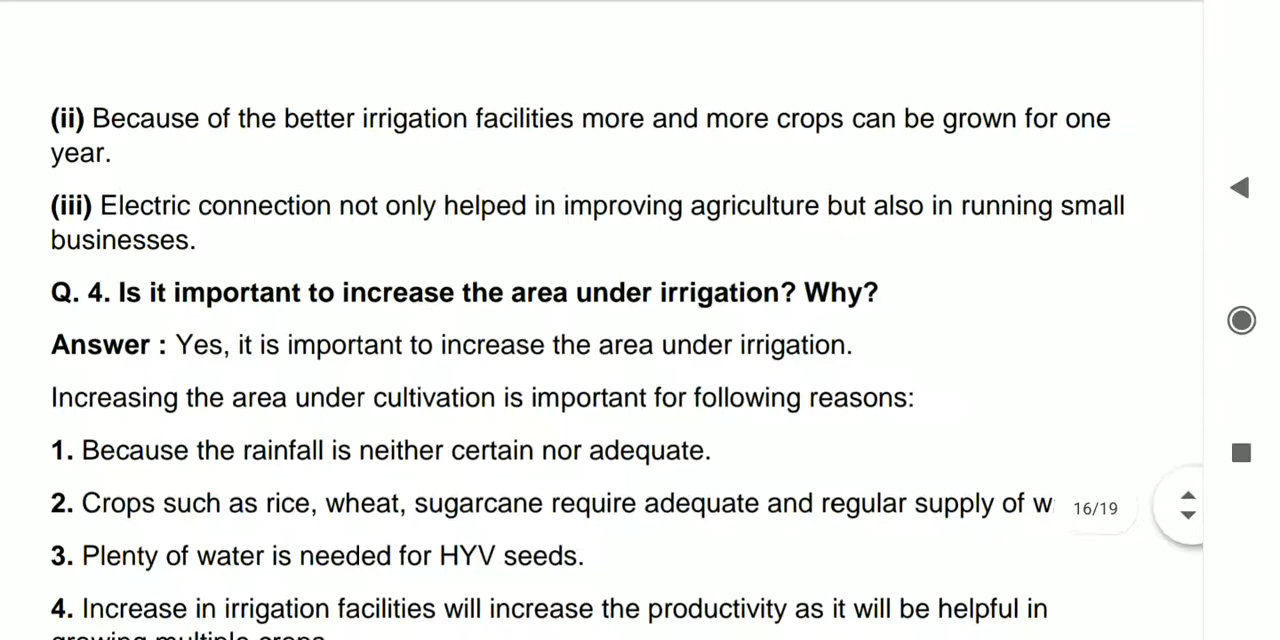 (ii) Because of the better irrigation facilities more and more crops can be grown for one
year.
(iii) Electric connection not only helped in improving agriculture but also in running small
businesses.
Q. 4. Is it important to increase the area under irrigation? Why?
Answer : Yes, it is important to increase the area under irrigation.
Increasing the area under cultivation is important for following reasons:
1. Because the rainfall is neither certain nor adequate.
2. Crops such as rice, wheat, sugarcane require adequate and regular supply of w
16/19
3. Plenty of water is needed for HYV seeds.
4. Increase in irrigation facilities will increase the productivity as it will be helpful in
growing multiple crops